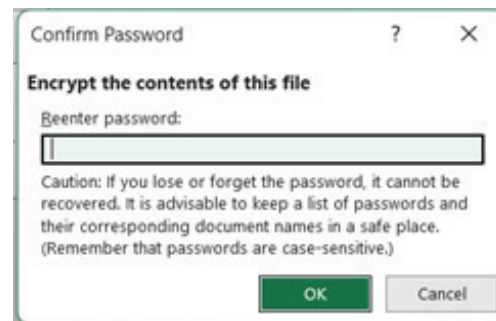 Confirm Password ? ×
Encrypt the contents of this file
Reenter password:
Caution: If you lose or forget the password, it cannot be
recovered. It is advisable to keep a list of passwords and
their corresponding document names in a safe place.
(Remember that passwords are case-sensitive.)
OK Cancel